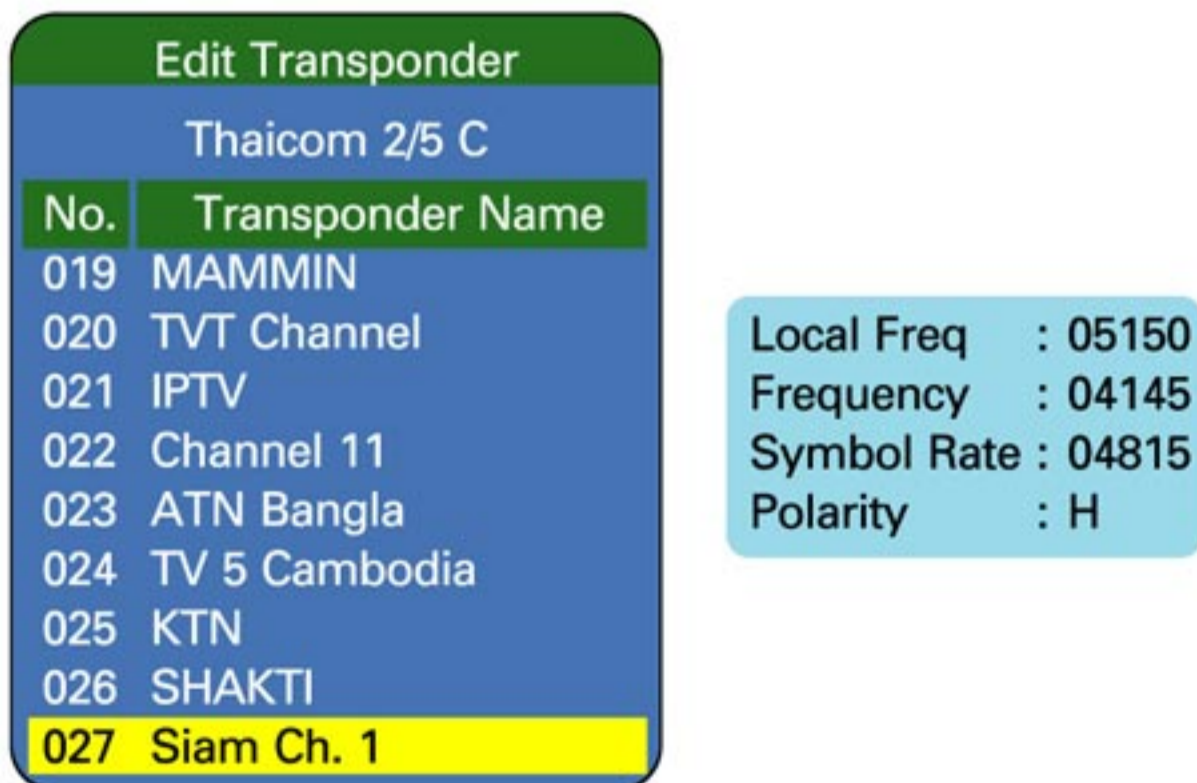 Edit Transponder
Thaicom 2/5 C
No. Transponder Name
019 MAMMIN
020 TVT Channel
021 IPTV
022 Channel 11
023 ATN Bangla
024 TV 5 Cambodia
025 KTN
026 SHAKTI
027 Siam Ch. 1
Local Freq : 05150
Frequency : 04145
Symbol Rate : 04815
Polarity : H